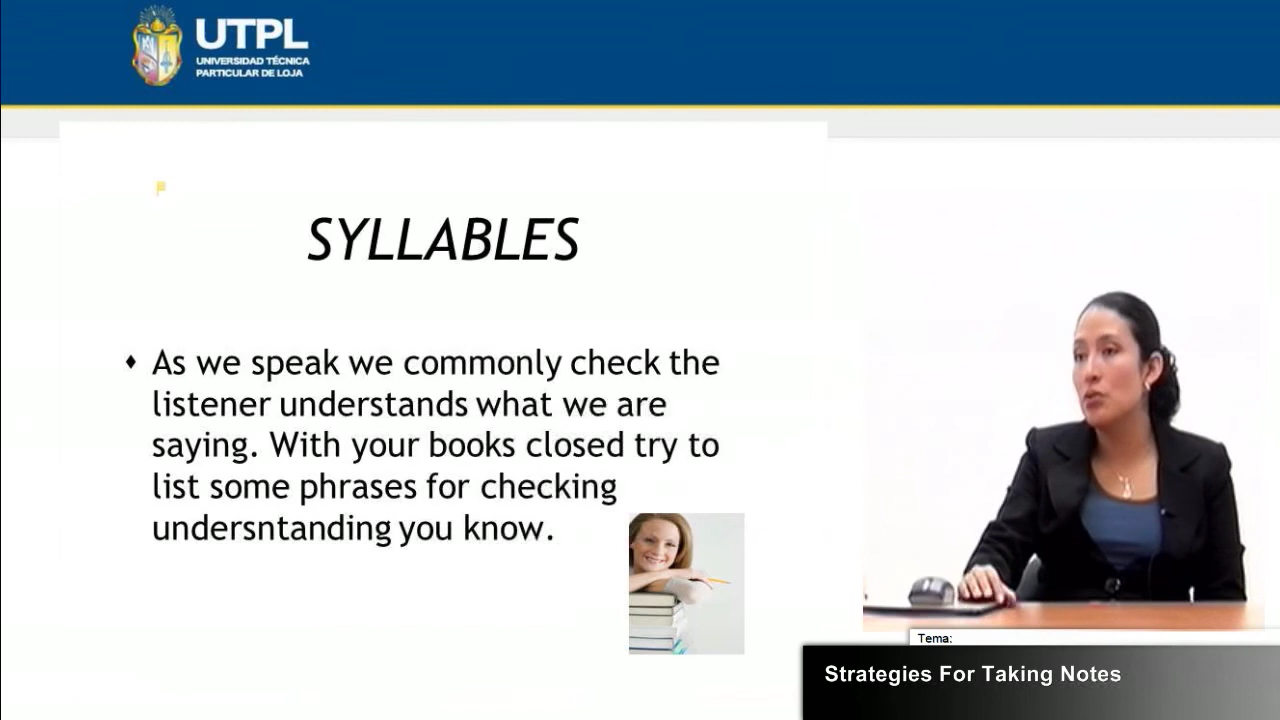 UTPL
UNIVERSIDAD TÉCNICA
PARTICULAR DE LOJA
SYLLABLES
As we speak we commonly check the
listener understands what we are
saying. With your books closed try to
list some phrases for checking
undersntanding you know.
Tema:
Strategies For Taking Notes